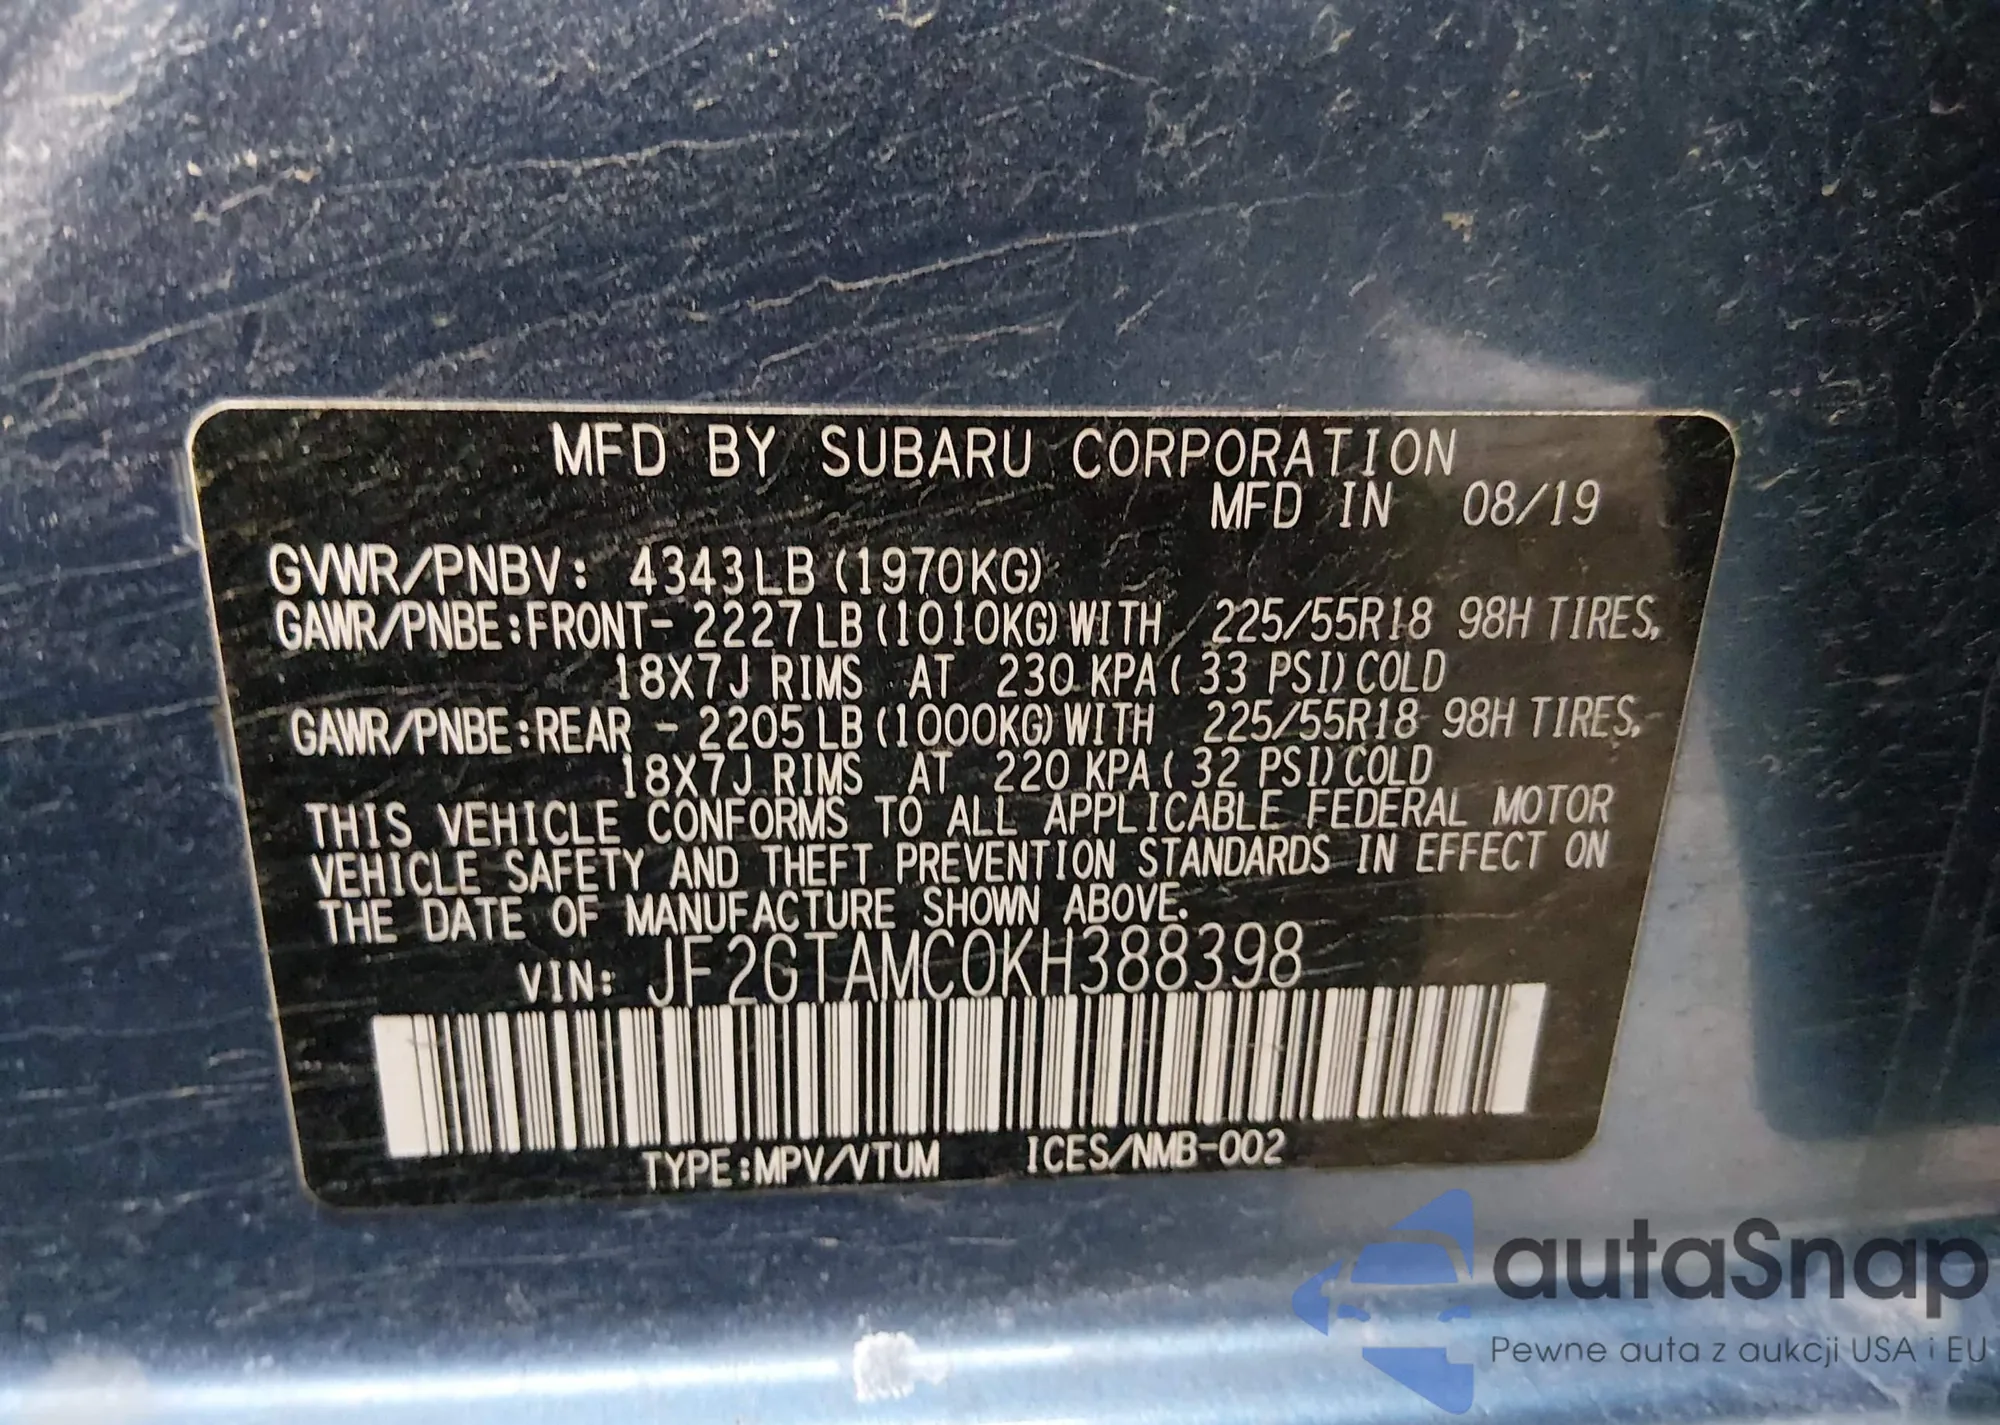 MFD BY SUBARU CORPORATION
MFD IN 08/19
GVWR/PNBV: 4343LB (1970KG)
GAWR/PNBE:FRONT- 2227LB (1010KG) WITH 225/55R18 98H TIRES,
18X7J RIMS AT 230 KPA ( 33 PSI) COLD
GAWR/PNBE:REAR - 2205LB (1000KG) WITH 225/55R18 98H TIRES,
18X7J RIMS AT 220 KPA ( 32 PSI) COLD
THIS VEHICLE CONFORMS TO ALL APPLICABLE FEDERAL MOTOR
VEHICLE SAFETY AND THEFT PREVENTION STANDARDS IN EFFECT ON
THE DATE OF MANUFACTURE SHOWN ABOVE.
VIN: JF2GTAMC0KH388398
TYPE:MPV/VTUM ICES/NMB-002
autaSnap
Pewne auta z aukcji USA i EU